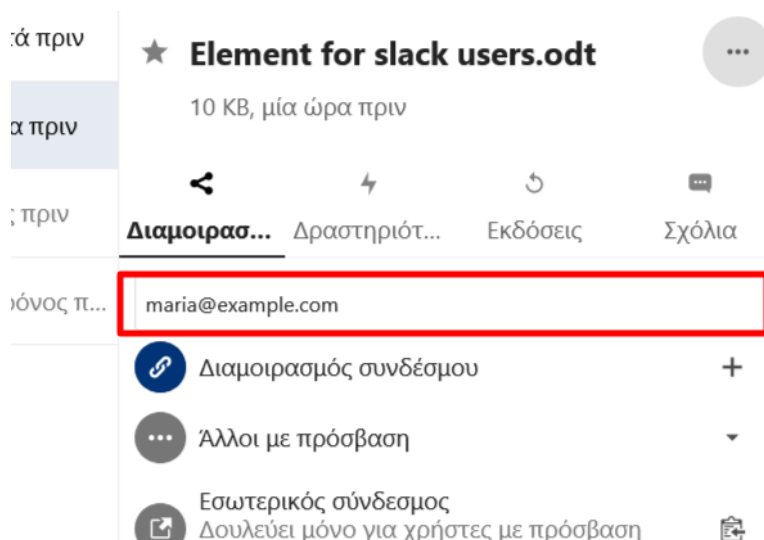 πριν
Element for slack users.odt
10 KB, μία ώρα πριν
πριν
πριν
Διαμοιρασ... Δραστηριότ... Εκδόσεις Σχόλια
maria@example.com
Διαμοιρασμός συνδέσμου
Άλλοι με πρόσβαση
Εσωτερικός σύνδεσμος
Δουλεύει μόνο για χρήστες με πρόσβαση